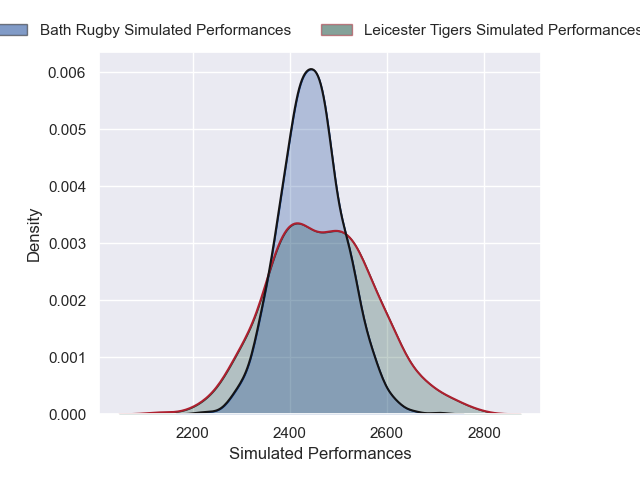 Bath Rugby Simulated Performances
Leicester Tigers Simulated Performances
0.006
0.005
0.004
0.003
0.002
0.001
0.000
Density
2200 2400 2600 2800
Simulated Performances